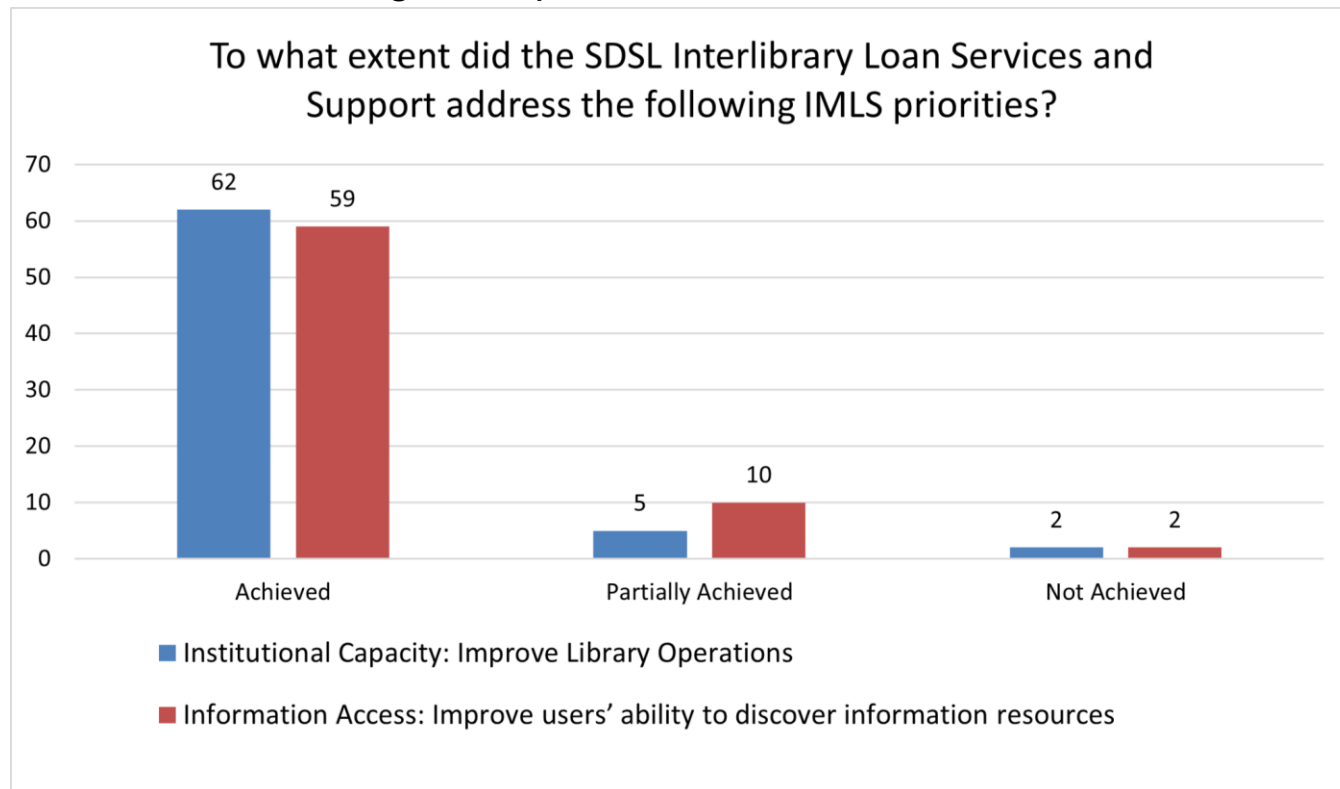 To what extent did the SDSL Interlibrary Loan Services and
Support address the following IMLS priorities?
70
60
50
40
30
20
10
0
62
59
5
10
2
2
Achieved
Partially Achieved
Not Achieved
Institutional Capacity: Improve Library Operations
Information Access: Improve users’ ability to discover information resources